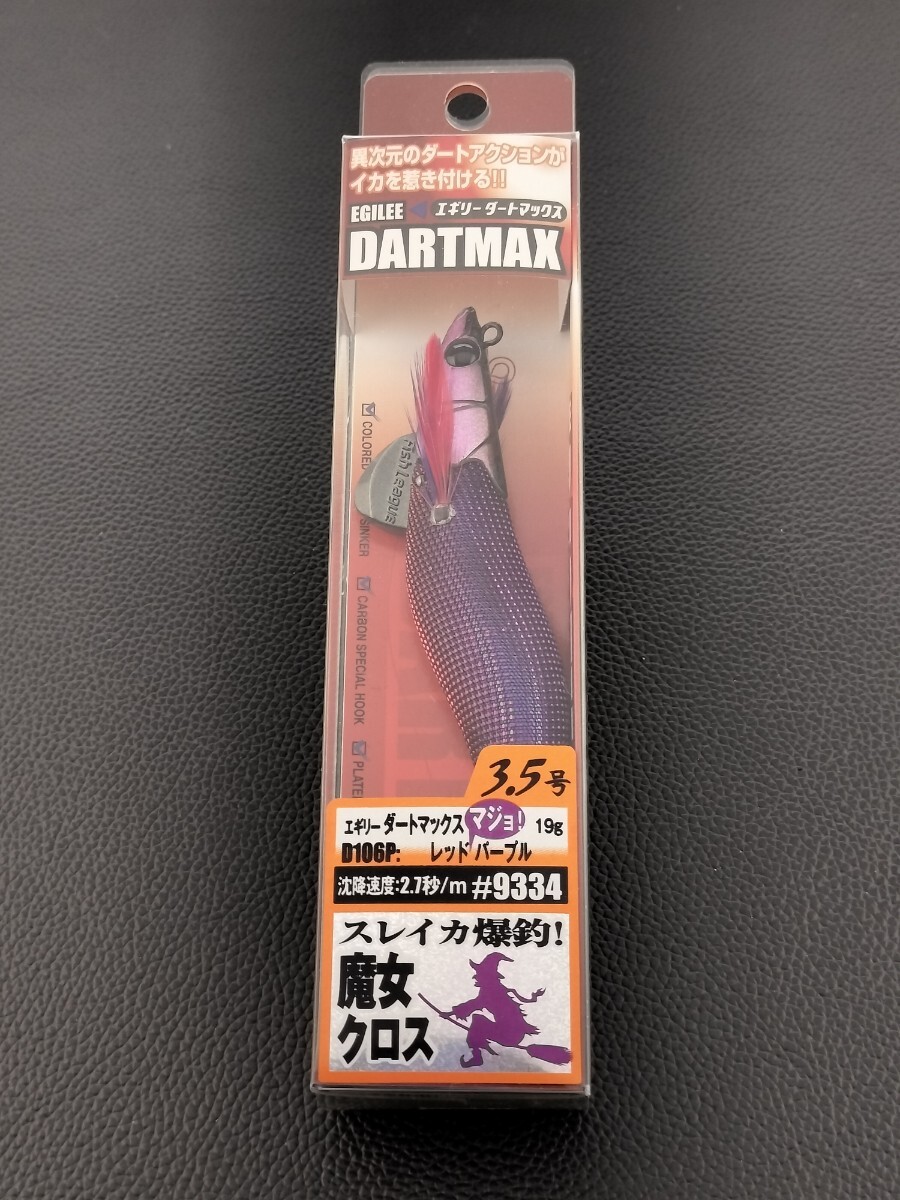 異次元のダートアクションが
イカを惹き付ける!!
EGILEE エギリー ダートマックス
DARTMAX
fish league
COLORED SINKER
CARBON SPECIAL HOOK
3.5号
エギリー ダートマックス マジョ! 19g
D106P: レッド パープル
沈降速度:2.7秒/m #9334
スレイカ爆釣!
魔女
クロス